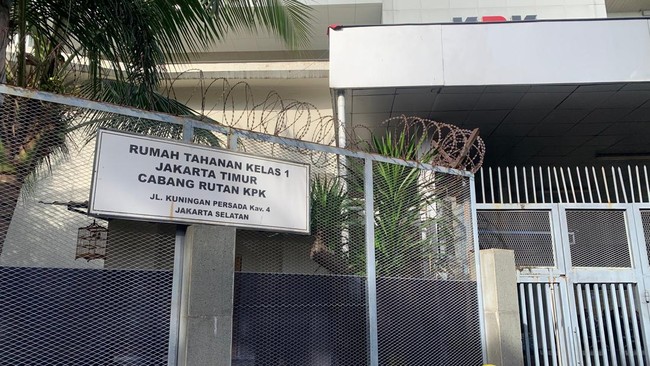 KPK
RUMAH TAHANAN KELAS 1
JAKARTA TIMUR
CABANG RUTAN KPK
JL. KUNINGAN PERSADA Kav. 4
JAKARTA SELATAN